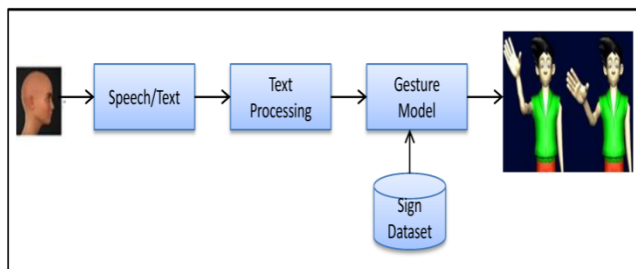 Speech/Text
Text
Processing
Gesture
Model
Sign
Dataset